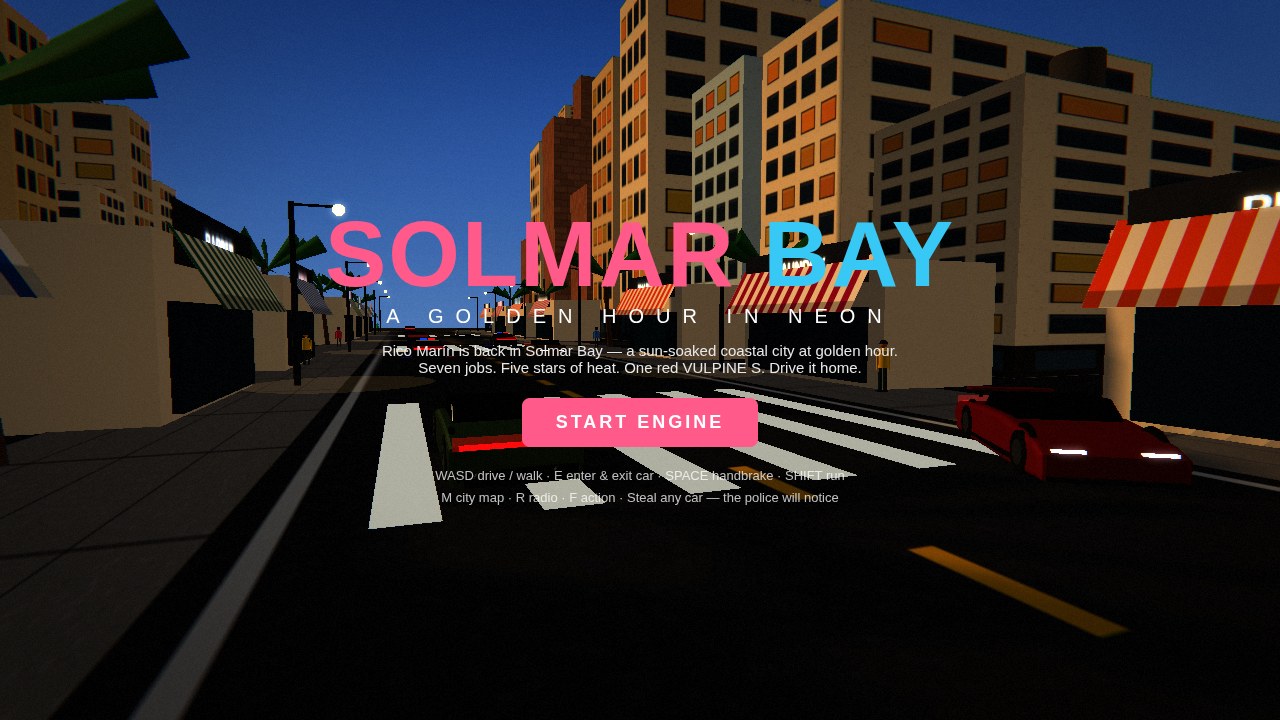 SOLMAR BAY
A GOLDEN HOUR IN NEON
Rico Marín is back in Solmar Bay — a sun-soaked coastal city at golden hour.
Seven jobs. Five stars of heat. One red VULPINE S. Drive it home.
START ENGINE
WASD drive / walk · E enter & exit car · SPACE handbrake · SHIFT run
M city map · R radio · F action · Steal any car — the police will notice